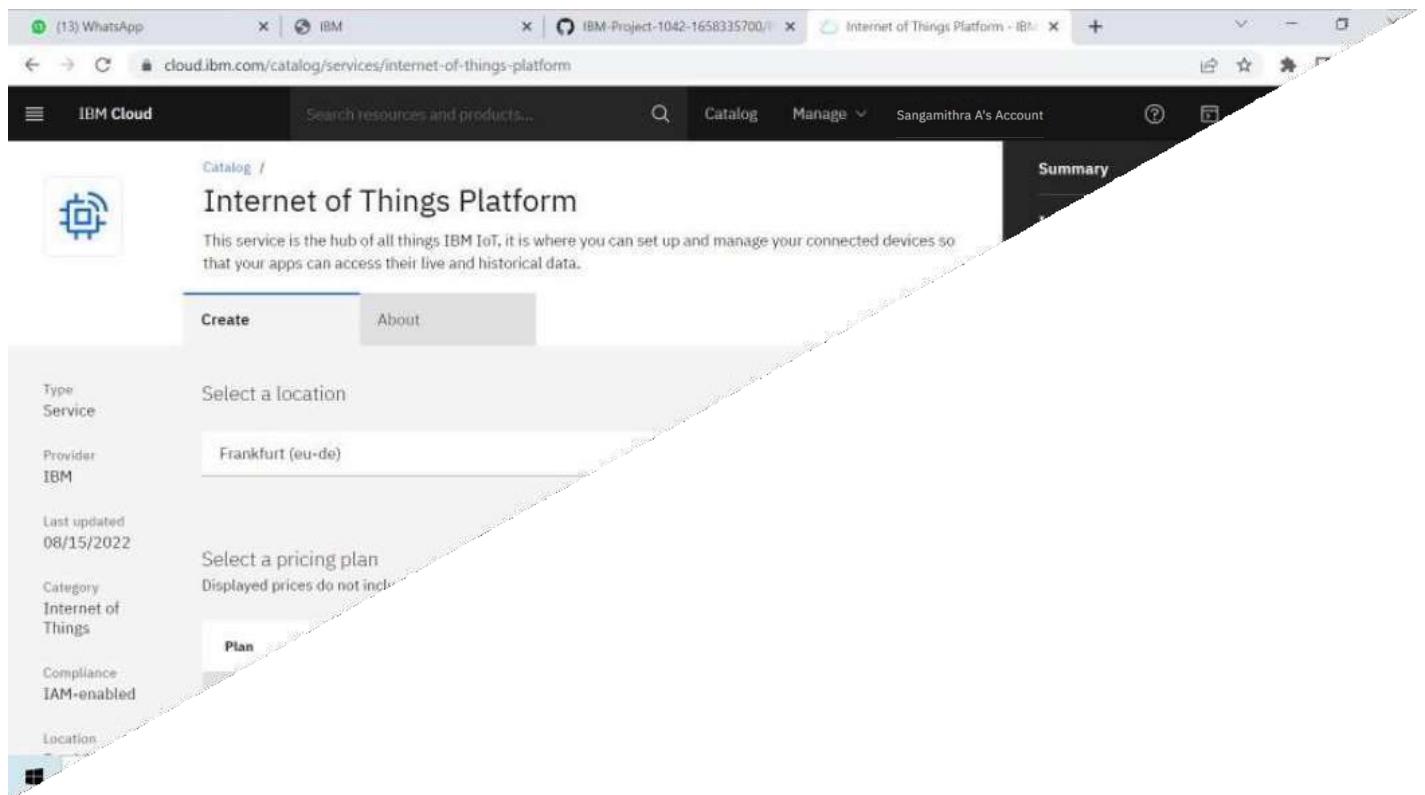 (13) WhatsApp
IBM
IBM-Project-1042-1658335700/
Internet of Things Platform - IBM
cloud.ibm.com/catalog/services/internet-of-things-platform
IBM Cloud
Search resources and products...
Catalog
Manage
Sangamithra A's Account
Catalog /
Internet of Things Platform
This service is the hub of all things IBM IoT, it is where you can set up and manage your connected devices so
that your apps can access their live and historical data.
Summary
Create
About
Type
Service
Provider
IBM
Last updated
08/15/2022
Category
Internet of
Things
Compliance
IAM-enabled
Location
Select a location
Frankfurt (eu-de)
Select a pricing plan
Displayed prices do not
Plan